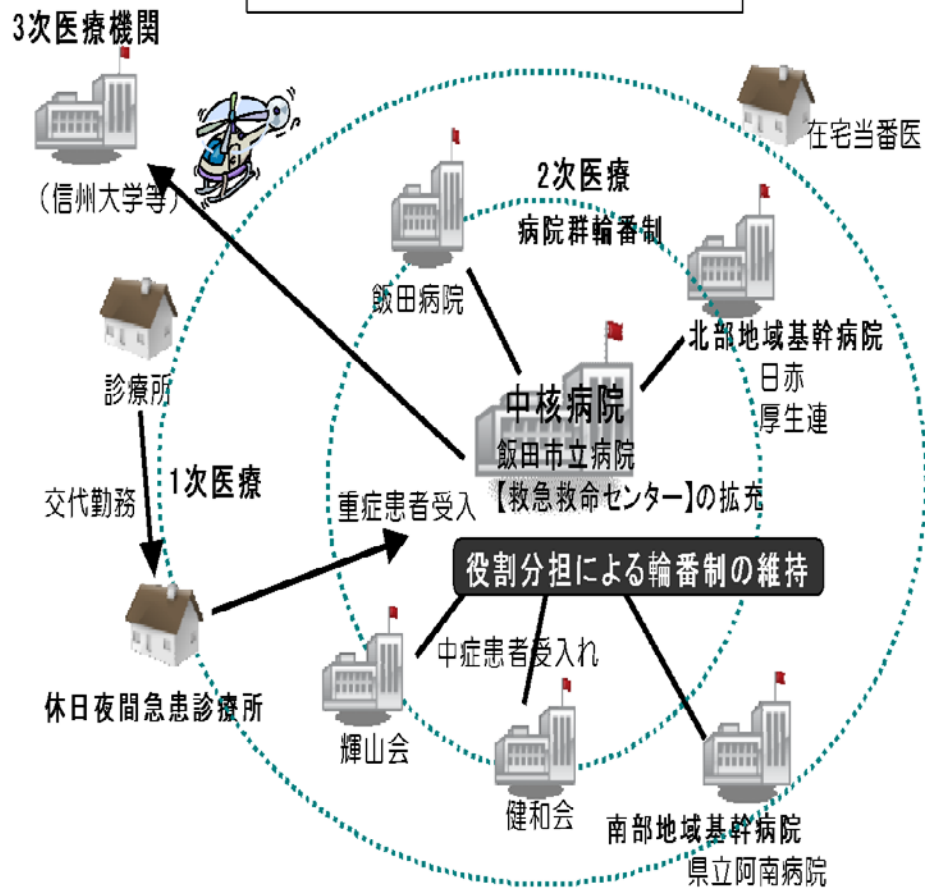 3次医療機関
(信州大学等)
在宅当番医
2次医療
病院群輪番制
飯田病院
北部地域基幹病院
日赤
厚生連
診療所
中核病院
飯田市立病院
【救急救命センター】の拡充
1次医療
交代勤務
重症患者受入
役割分担による輪番制の維持
中症患者受入れ
休日夜間急患診療所
輝山会
健和会
南部地域基幹病院
県立阿南病院